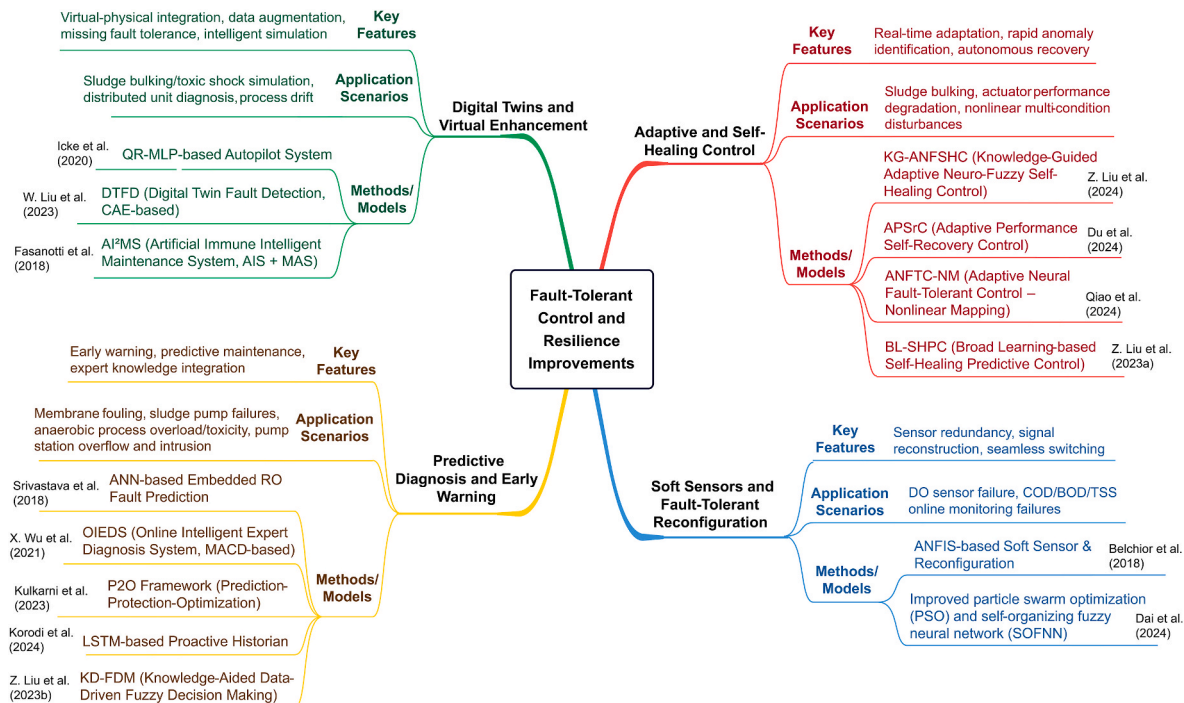 Fault-Tolerant
Control and
Resilience
Improvements
Digital Twins and
Virtual Enhancement
Key
Features
Virtual-physical integration, data augmentation,
missing fault tolerance, intelligent simulation
Application
Scenarios
Sludge bulking/toxic shock simulation,
distributed unit diagnosis, process drift
Methods/
Models
Icke et al.
(2020)
QR-MLP-based Autopilot System
W. Liu et al.
(2023)
DTFD (Digital Twin Fault Detection,
CAE-based)
Fasanotti et al.
(2018)
AI²MS (Artificial Immune Intelligent
Maintenance System, AIS + MAS)
Adaptive and Self-
Healing Control
Key
Features
Real-time adaptation, rapid anomaly
identification, autonomous recovery
Application
Scenarios
Sludge bulking, actuator performance
degradation, nonlinear multi-condition
disturbances
Methods/
Models
KG-ANFSHC (Knowledge-Guided
Adaptive Neuro-Fuzzy Self-
Healing Control)
Z. Liu et al.
(2024)
APSrC (Adaptive Performance
Self-Recovery Control)
Du et al.
(2024)
ANFTC-NM (Adaptive Neural
Fault-Tolerant Control –
Nonlinear Mapping)
Qiao et al.
(2024)
BL-SHPC (Broad Learning-based
Self-Healing Predictive Control)
Z. Liu et al.
(2023a)
Predictive
Diagnosis and Early
Warning
Key
Features
Early warning, predictive maintenance,
expert knowledge integration
Application
Scenarios
Membrane fouling, sludge pump failures,
anaerobic process overload/toxicity, pump
station overflow and intrusion
Methods/
Models
Srivastava et al.
(2018)
ANN-based Embedded RO
Fault Prediction
X. Wu et al.
(2021)
OIEDS (Online Intelligent Expert
Diagnosis System, MACD-based)
Kulkarni et al.
(2023)
P2O Framework (Prediction-
Protection-Optimization)
Korodi et al.
(2024)
LSTM-based Proactive Historian
Z. Liu et al.
(2023b)
KD-FDM (Knowledge-Aided Data-
Driven Fuzzy Decision Making)
Soft Sensors and
Fault-Tolerant
Reconfiguration
Key
Features
Sensor redundancy, signal
reconstruction, seamless switching
Application
Scenarios
DO sensor failure, COD/BOD/TSS
online monitoring failures
Methods/
Models
ANFIS-based Soft Sensor &
Reconfiguration
Belchior et al.
(2018)
Improved particle swarm optimization
(PSO) and self-organizing fuzzy
neural network (SOFNN)
Dai et al.
(2024)